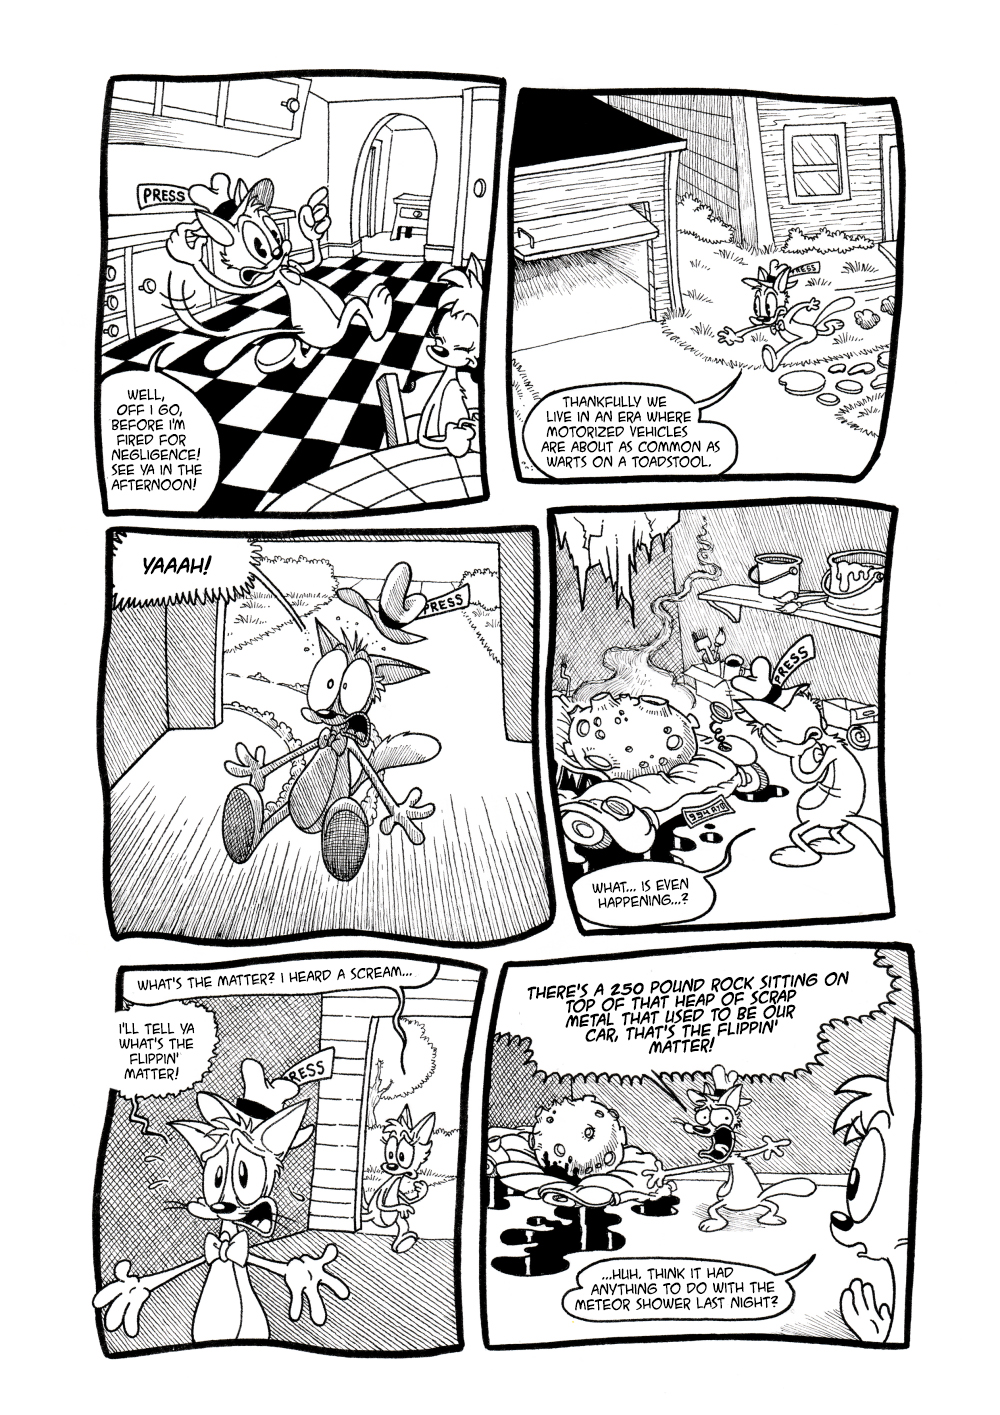 PRESS
WELL,
OFF I GO,
BEFORE I'M
FIRED FOR
NEGLIGENCE!
SEE YA IN THE
AFTERNOON!
PRESS
THANKFULLY WE
LIVE IN AN ERA WHERE
MOTORIZED VEHICLES
ARE ABOUT AS COMMON AS
WARTS ON A TOADSTOOL.
YAAAH!
PRESS
PRESS
WHAT... IS EVEN
HAPPENING...?
WHAT'S THE MATTER? I HEARD A SCREAM...
I'LL TELL YA
WHAT'S THE
FLIPPIN'
MATTER!
RESS
THERE'S A 250 POUND ROCK SITTING ON
TOP OF THAT HEAP OF SCRAP
METAL THAT USED TO BE OUR
CAR, THAT'S THE FLIPPIN'
MATTER!
...HUH. THINK IT HAD
ANYTHING TO DO WITH THE
METEOR SHOWER LAST NIGHT?